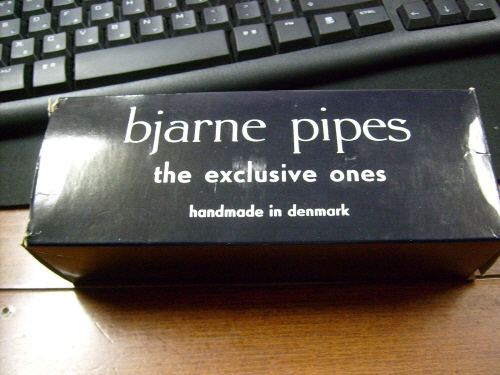 bjarne pipes
the exclusive ones
handmade in denmark